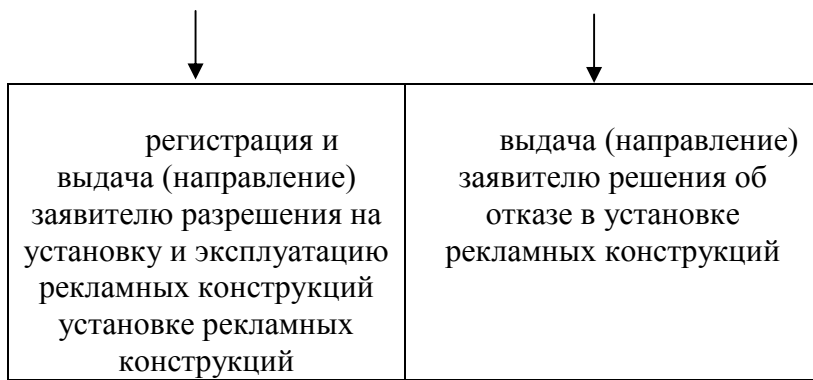 регистрация и
выдача (направление)
заявителю разрешения на
установку и эксплуатацию
рекламных конструкций
установке рекламных
конструкций
выдача (направление)
заявителю решения об
отказе в установке
рекламных конструкций